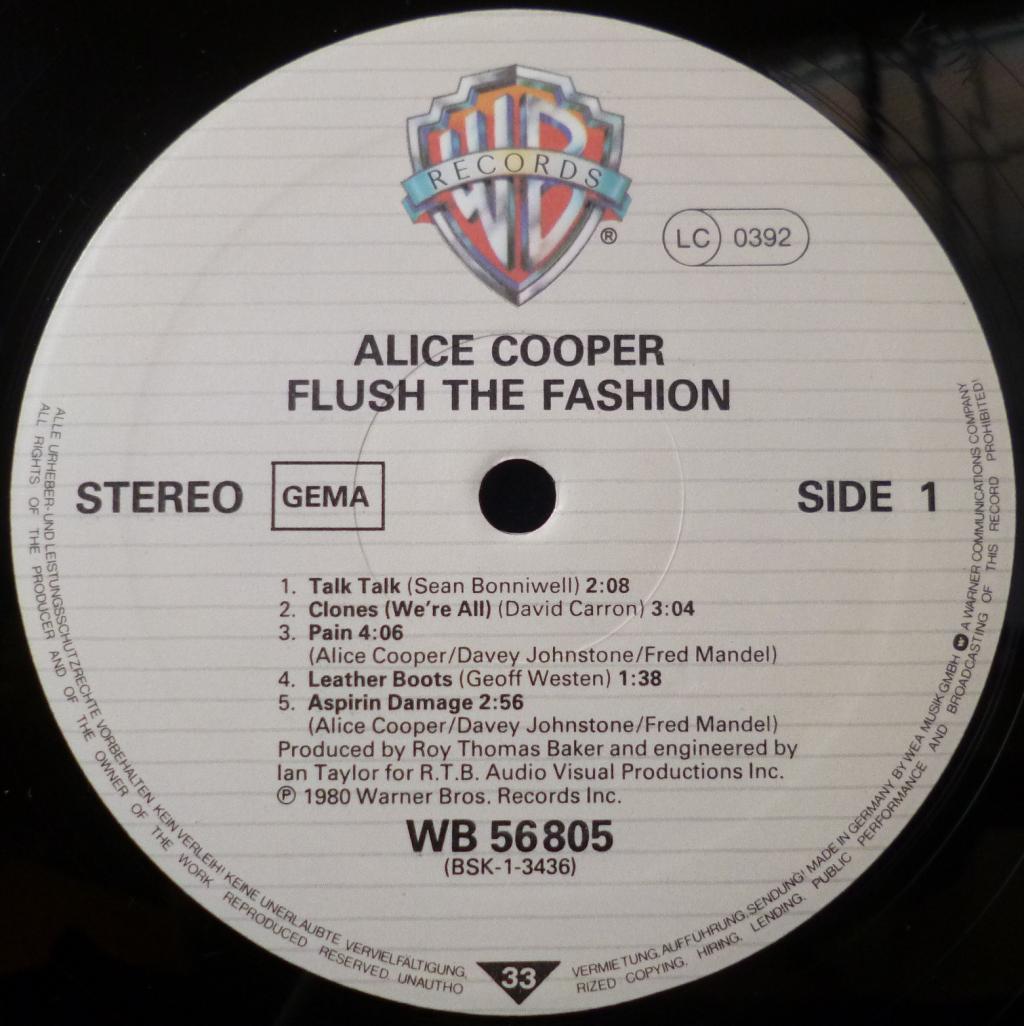 WB
RECORDS
®
LC 0392
ALICE COOPER
FLUSH THE FASHION
STEREO GEMA SIDE 1
1. Talk Talk (Sean Bonniwell) 2:08
2. Clones (We're All) (David Carron) 3:04
3. Pain 4:06
(Alice Cooper/Davey Johnstone/Fred Mandel)
4. Leather Boots (Geoff Westen) 1:38
5. Aspirin Damage 2:56
(Alice Cooper/Davey Johnstone/Fred Mandel)
Produced by Roy Thomas Baker and engineered by
Ian Taylor for R.T.B. Audio Visual Productions Inc.
℗ 1980 Warner Bros. Records Inc.
WB 56 805
(BSK-1-3436)
ALLE URHEBER- UND LEISTUNGSSCHUTZRECHTE VORBEHALTEN KEIN VERLEIH! KEINE UNERLAUBTE VERVIELFÄLTIGUNG, VERMIETUNG, AUFFÜHRUNG, SENDUNG! MADE IN GERMANY BY WEA MUSIK GMBH A WARNER COMMUNICATIONS COMPANY
ALL RIGHTS OF THE PRODUCER AND OF THE OWNER OF THE WORK REPRODUCED RESERVED. UNAUTHO RIZED COPYING, HIRING, LENDING, PUBLIC PERFORMANCE AND BROADCASTING OF THIS RECORD PROHIBITED!
33